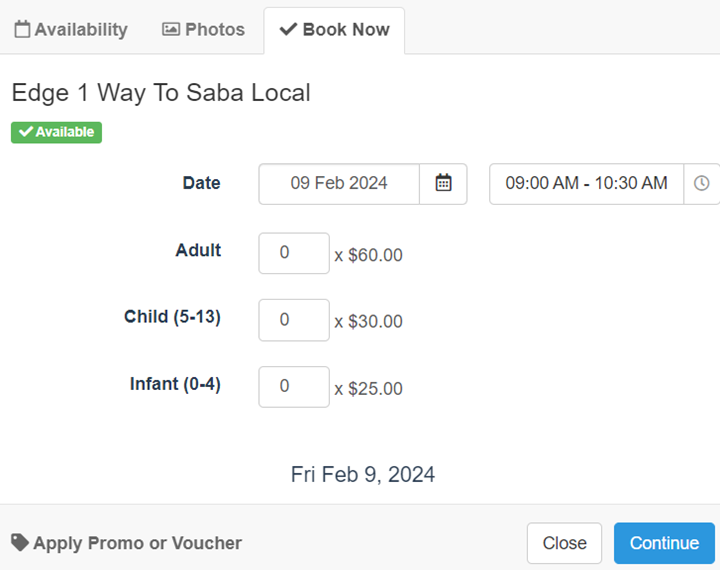 Availability Photos Book Now
Edge 1 Way To Saba Local
Available
Date 09 Feb 2024 09:00 AM - 10:30 AM
Adult 0 x $60.00
Child (5-13) 0 x $30.00
Infant (0-4) 0 x $25.00
Fri Feb 9, 2024
Apply Promo or Voucher Close Continue